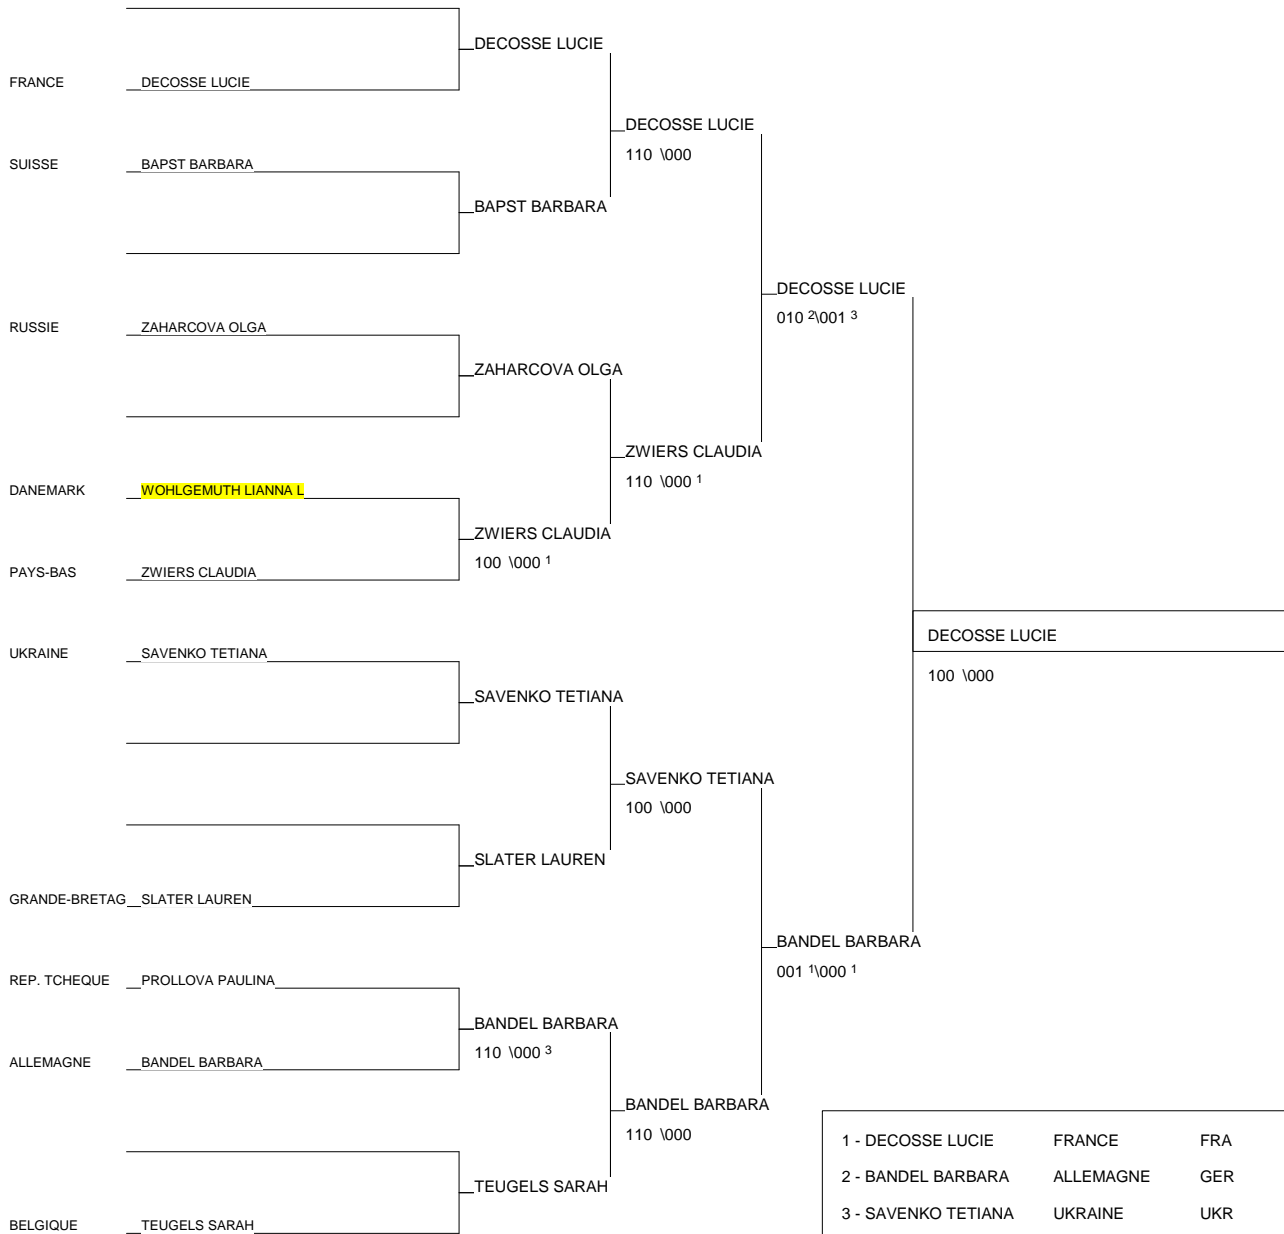 DECOSSE LUCIE
FRANCE DECOSSE LUCIE
DECOSSE LUCIE
110 \000
SUISSE BAPST BARBARA
BAPST BARBARA
DECOSSE LUCIE
010 2\001 3
RUSSIE ZAHARCOVA OLGA
ZAHARCOVA OLGA
ZWIERS CLAUDIA
110 \000 1
DANEMARK WOHLGEMUTH LIANNA L
ZWIERS CLAUDIA
100 \000 1
PAYS-BAS ZWIERS CLAUDIA
DECOSSE LUCIE
100 \000
UKRAINE SAVENKO TETIANA
SAVENKO TETIANA
SAVENKO TETIANA
100 \000
SLATER LAUREN
GRANDE-BRETAG SLATER LAUREN
BANDEL BARBARA
001 1\000 1
REP. TCHEQUE PROLLOVA PAULINA
BANDEL BARBARA
110 \000 3
ALLEMAGNE BANDEL BARBARA
BANDEL BARBARA
110 \000
TEUGELS SARAH
BELGIQUE TEUGELS SARAH
1 - DECOSSE LUCIE FRANCE FRA
2 - BANDEL BARBARA ALLEMAGNE GER
3 - SAVENKO TETIANA UKRAINE UKR